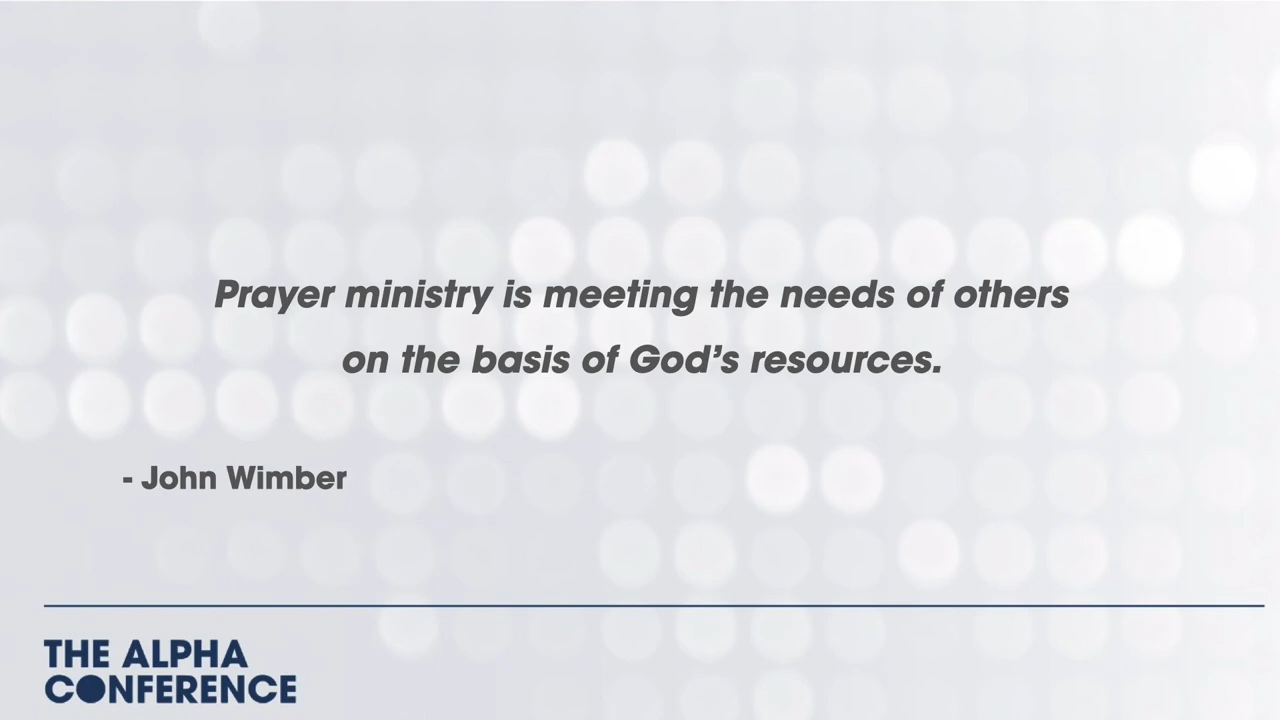 Prayer ministry is meeting the needs of others
on the basis of God’s resources.
- John Wimber
THE ALPHA
CONFERENCE